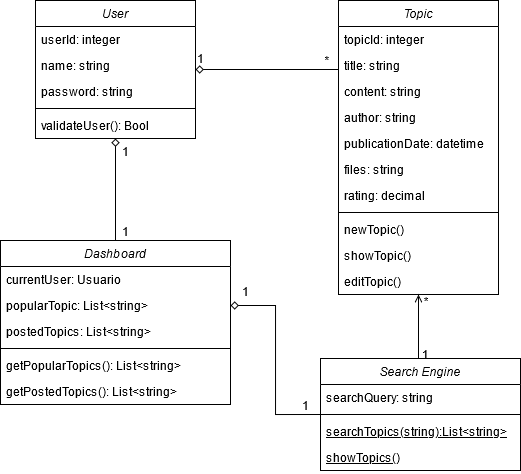 User
userId: integer
name: string
password: string
validateUser(): Bool
1
*
Topic
topicId: integer
title: string
content: string
author: string
publicationDate: datetime
files: string
rating: decimal
newTopic()
showTopic()
editTopic()
1
1
Dashboard
currentUser: Usuario
popularTopic: List<string>
postedTopics: List<string>
getPopularTopics(): List<string>
getPostedTopics(): List<string>
1
1
*
1
Search Engine
searchQuery: string
searchTopics(string):List<string>
showTopics()